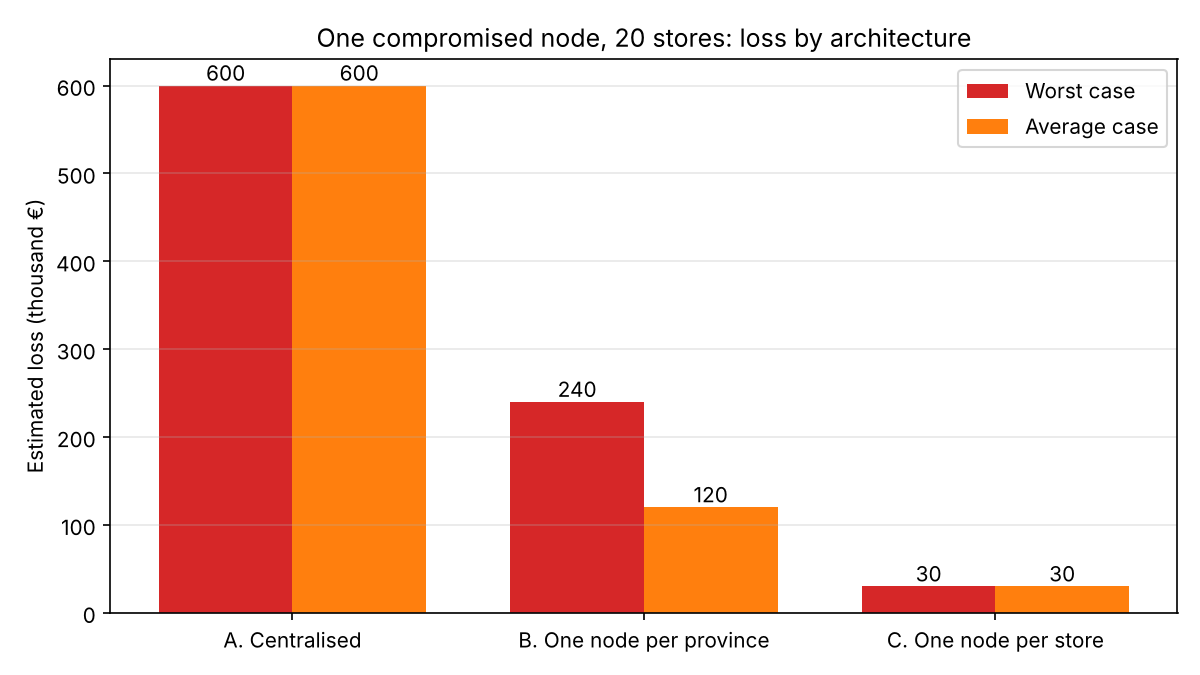 One compromised node, 20 stores: loss by architecture
Estimated loss (thousand €)
600
500
400
300
200
100
0
600
600
240
120
30
30
Worst case
Average case
A. Centralised
B. One node per province
C. One node per store